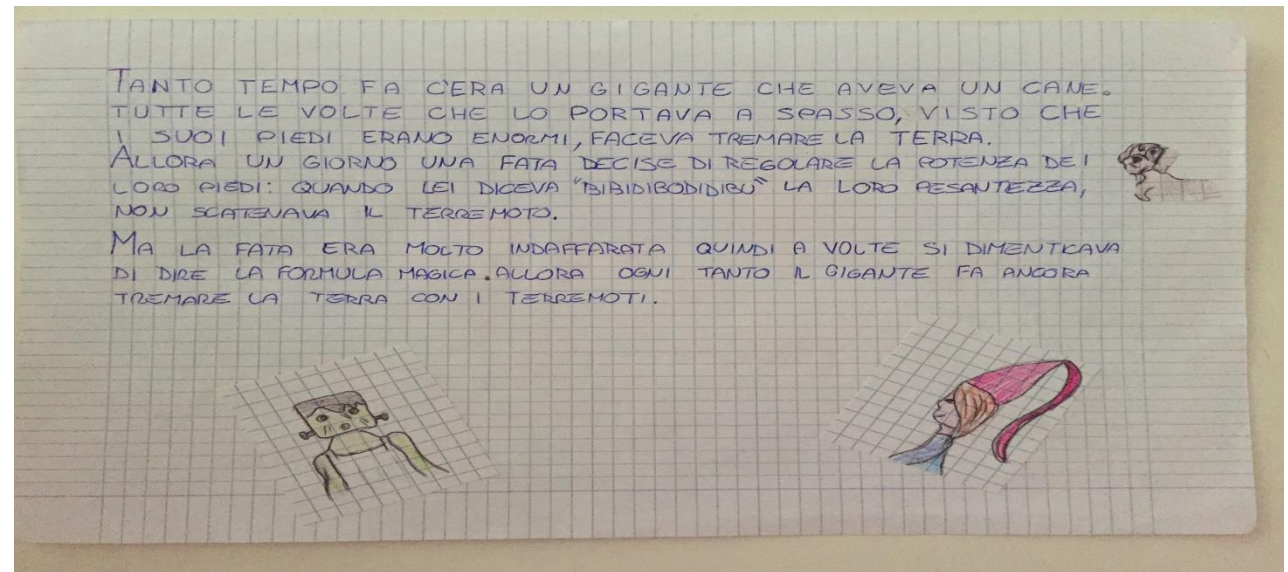 TANTO TEMPO FA C'ERA UN GIGANTE CHE AVEVA UN CANE.
TUTTE LE VOLTE CHE LO PORTAVA A SPASSO, VISTO CHE
I SUOI PIEDI ERANO ENORMI, FACEVA TREMARE LA TERRA.
ALLORA UN GIORNO UNA FATA DECISE DI REGOLARE LA POTENZA DEI
LORO PIEDI: QUANDO LEI DICEVA "BIBIDIBODIDIBU" LA LORO PESANTEZZA,
NON SCATENAVA IL TERREMOTO.
MA LA FATA ERA MOLTO INDAFFARATA QUINDI A VOLTE SI DIMENTICAVA
DI DIRE LA FORMULA MAGICA. ALLORA OGNI TANTO IL GIGANTE FA ANCORA
TREMARE LA TERRA CON I TERREMOTI.